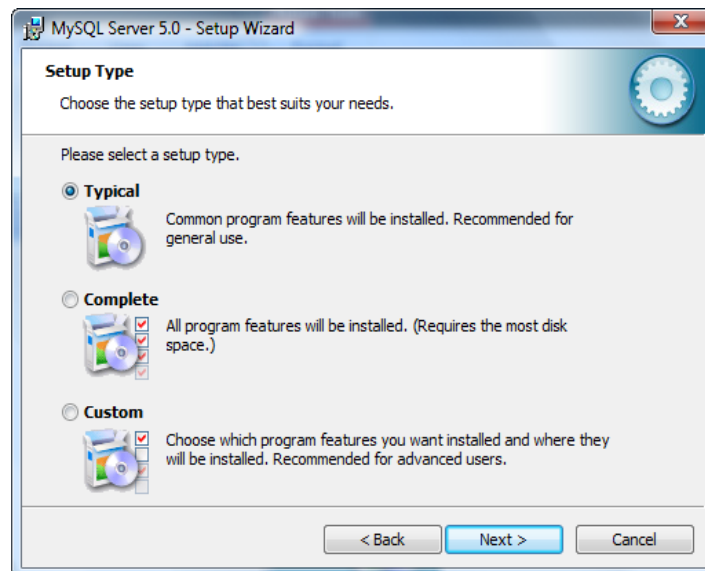 MySQL Server 5.0 - Setup Wizard
Setup Type
Choose the setup type that best suits your needs.
Please select a setup type.
Typical
Common program features will be installed. Recommended for
general use.
Complete
All program features will be installed. (Requires the most disk
space.)
Custom
Choose which program features you want installed and where they
will be installed. Recommended for advanced users.
< Back Next > Cancel